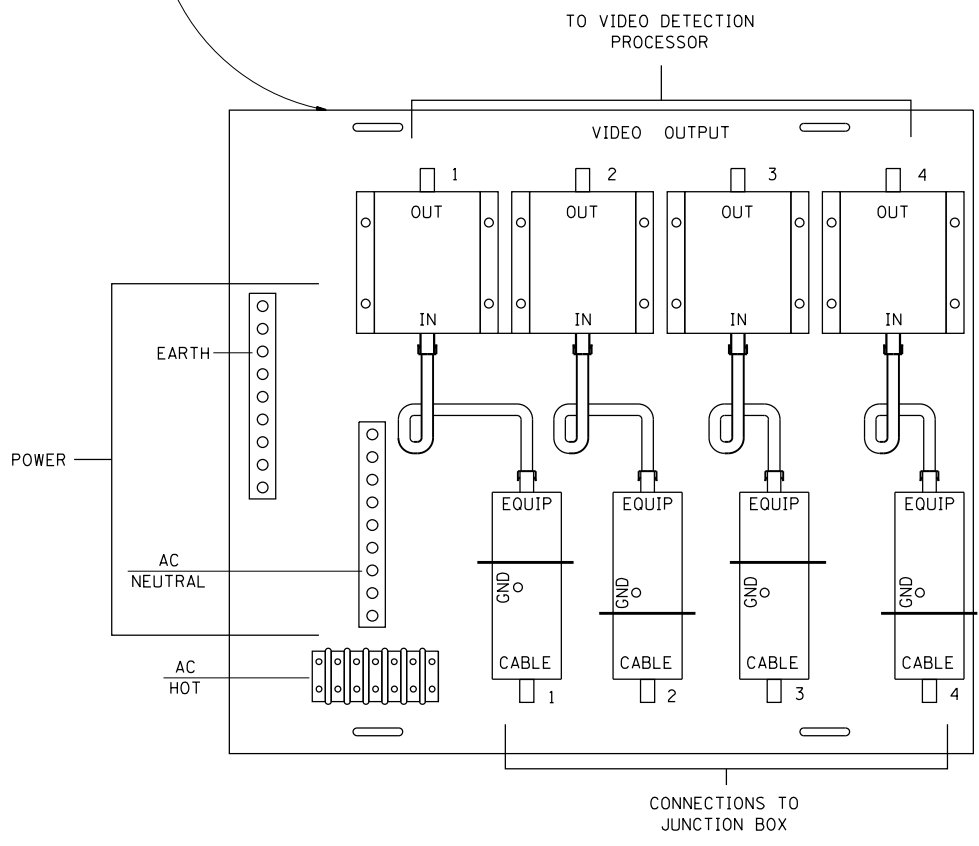 TO VIDEO DETECTION
PROCESSOR
VIDEO OUTPUT
1
2
3
4
OUT
OUT
OUT
OUT
IN
IN
IN
IN
EARTH
POWER
EQUIP
EQUIP
EQUIP
EQUIP
AC
NEUTRAL
GND
GND
GND
GND
CABLE
CABLE
CABLE
CABLE
AC
HOT
1
2
3
4
CONNECTIONS TO
JUNCTION BOX